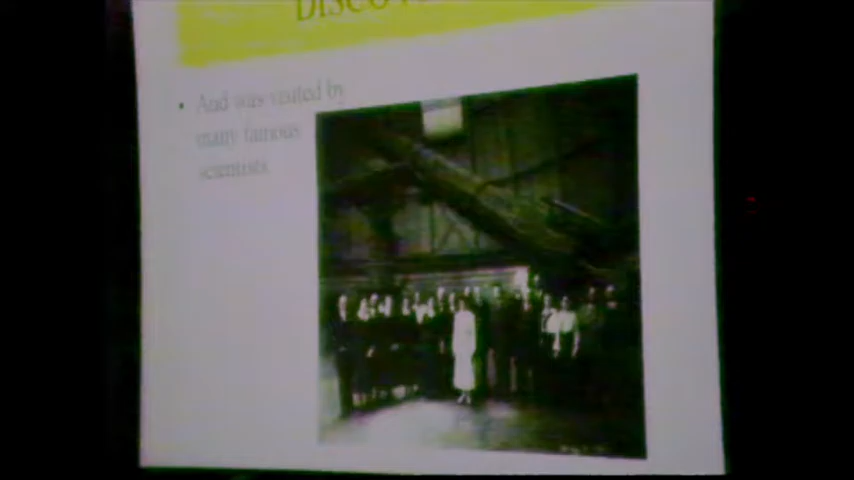 • And was visited by
many famous
scientists